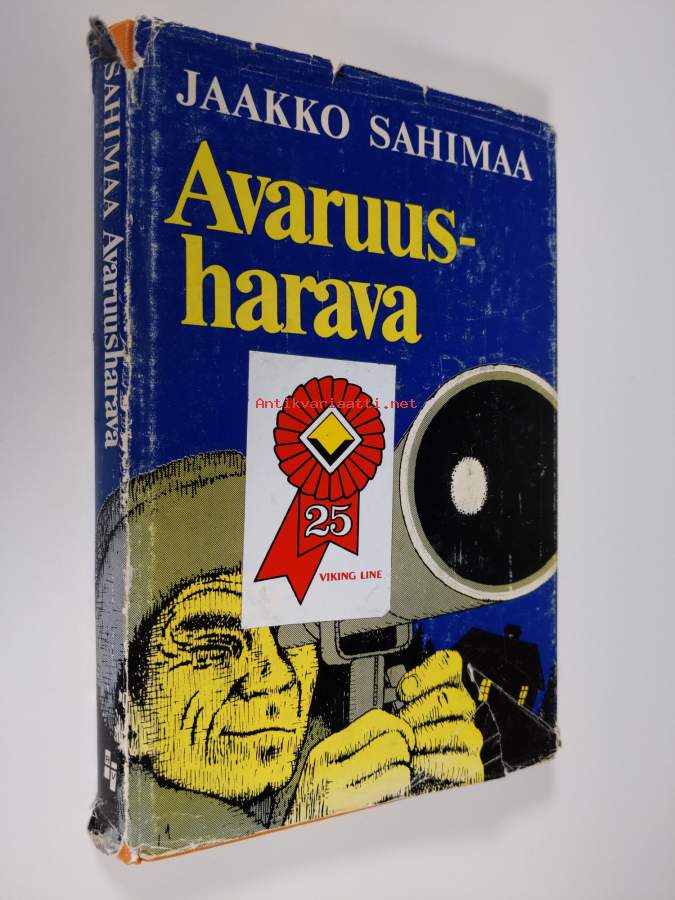 JAAKKO SAHIMAA
Avaruus-
harava
Antikvariaatti.net
25
VIKING LINE
SAHIMAA Avaruusharava